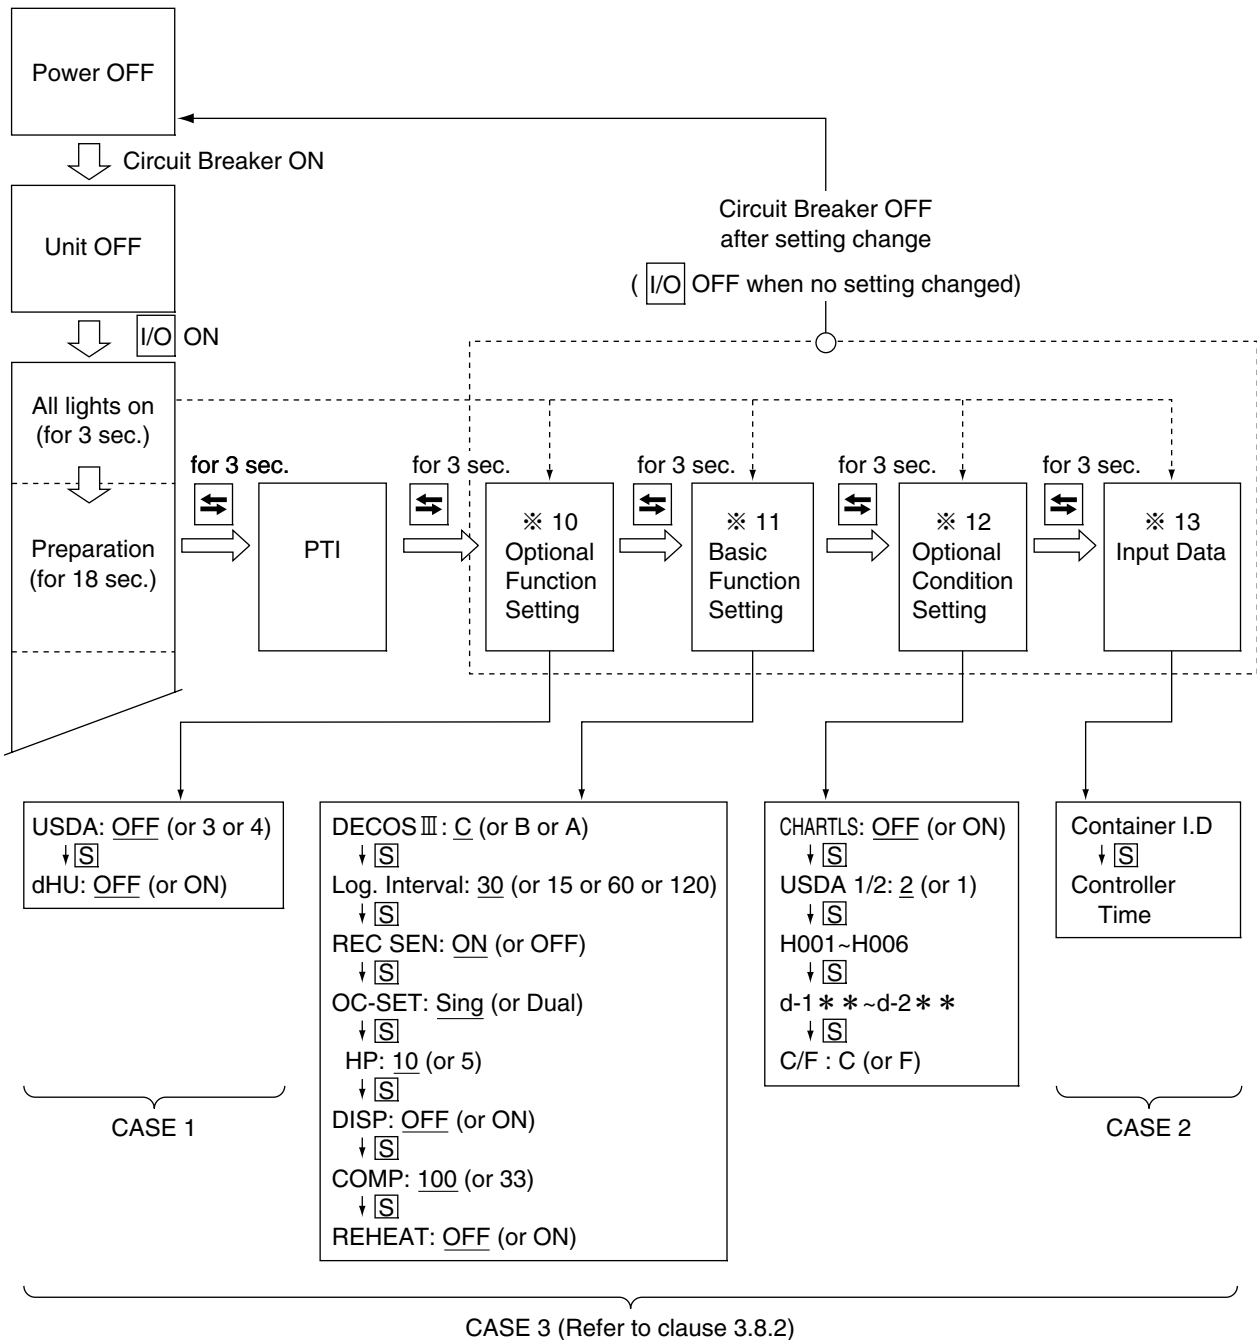 Power OFF
Circuit Breaker ON
Unit OFF
Circuit Breaker OFF
after setting change
( I/O OFF when no setting changed)
I/O ON
All lights on
(for 3 sec.)
for 3 sec.
for 3 sec.
for 3 sec.
for 3 sec.
for 3 sec.
Preparation
(for 18 sec.)
PTI
※ 10
Optional
Function
Setting
※ 11
Basic
Function
Setting
※ 12
Optional
Condition
Setting
※ 13
Input Data
USDA: OFF (or 3 or 4)
S
dHU: OFF (or ON)
DECOSⅢ: C (or B or A)
S
Log. Interval: 30 (or 15 or 60 or 120)
S
REC SEN: ON (or OFF)
S
OC-SET: Sing (or Dual)
S
HP: 10 (or 5)
S
DISP: OFF (or ON)
S
COMP: 100 (or 33)
S
REHEAT: OFF (or ON)
CHARTLS: OFF (or ON)
S
USDA 1/2: 2 (or 1)
S
H001~H006
S
d-1＊＊~d-2＊＊
S
C/F : C (or F)
Container I.D
S
Controller
Time
CASE 1
CASE 2
CASE 3 (Refer to clause 3.8.2)